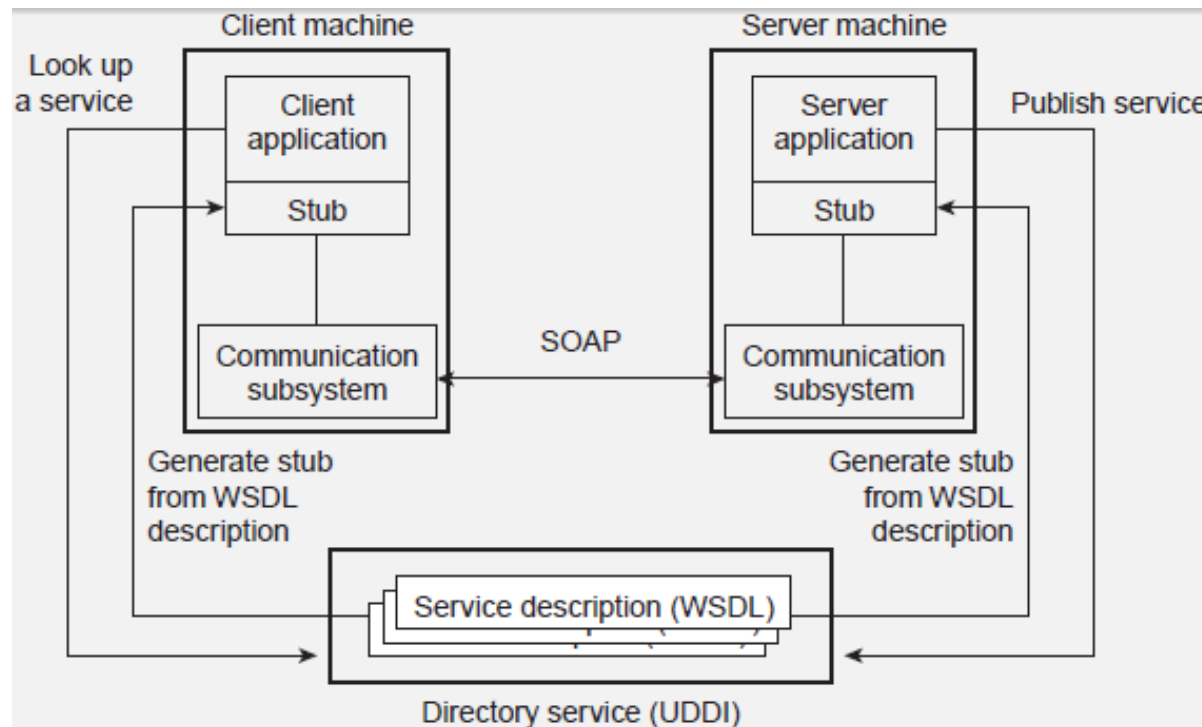 Client machine
Server machine
Look up
a service
Client
application
Stub
Server
application
Stub
Publish service
Communication
subsystem
SOAP
Communication
subsystem
Generate stub
from WSDL
description
Generate stub
from WSDL
description
Service description (WSDL)
Directory service (UDDI)